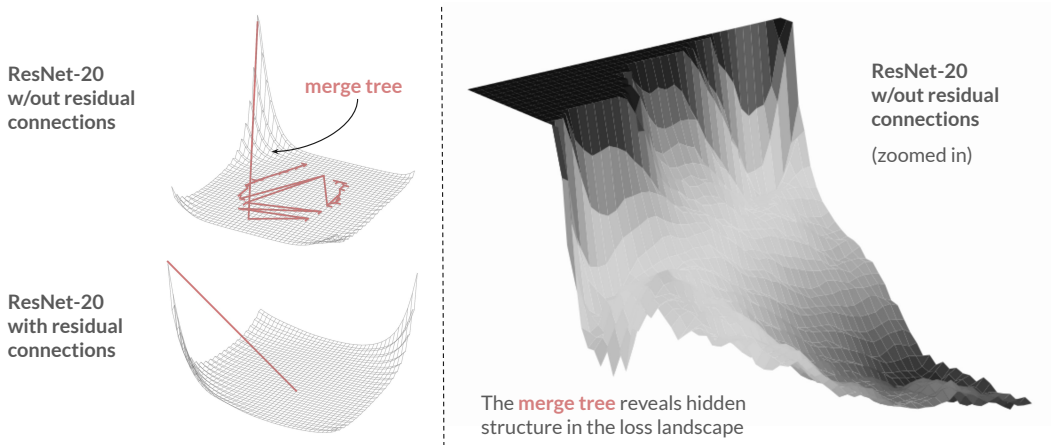 ResNet-20
w/out residual
connections
merge tree
ResNet-20
with residual
connections
ResNet-20
w/out residual
connections
(zoomed in)
The merge tree reveals hidden
structure in the loss landscape